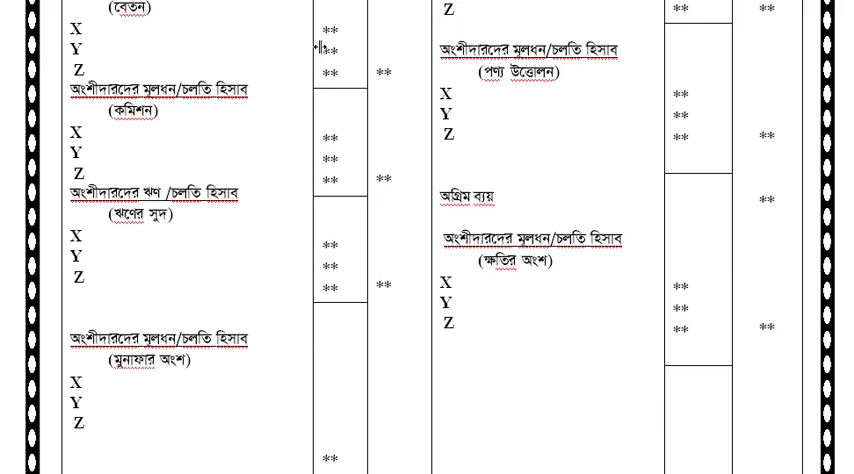 (বেতন)
X **
Y **
Z ** **
অংশীদারদের মূলধন/চলতি হিসাব
(কমিশন)
X **
Y **
Z ** **
অংশীদারদের ঋণ /চলতি হিসাব
(ঋণের সুদ)
X **
Y **
Z ** **
অংশীদারদের মূলধন/চলতি হিসাব
(মুনাফার অংশ)
X
Y
Z
**
Z ** **
অংশীদারদের মূলধন/চলতি হিসাব
(পণ্য উত্তোলন)
X **
Y **
Z ** **
অগ্রিম ব্যয় **
অংশীদারদের মূলধন/চলতি হিসাব
(ক্ষতির অংশ)
X **
Y **
Z ** **